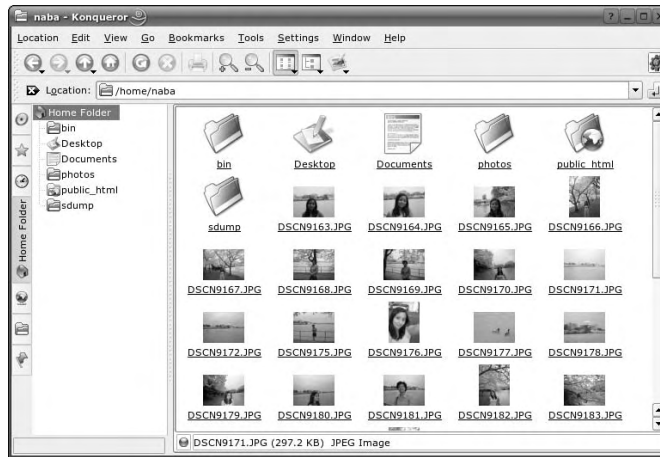 naba - Konqueror
Location Edit View Go Bookmarks Tools Settings Window Help
Location: /home/naba
Home Folder
bin
Desktop
Documents
photos
public_html
sdump
Home Folder
bin Desktop Documents photos public_html
sdump DSCN9163.JPG DSCN9164.JPG DSCN9165.JPG DSCN9166.JPG
DSCN9167.JPG DSCN9168.JPG DSCN9169.JPG DSCN9170.JPG DSCN9171.JPG
DSCN9172.JPG DSCN9175.JPG DSCN9176.JPG DSCN9177.JPG DSCN9178.JPG
DSCN9179.JPG DSCN9180.JPG DSCN9181.JPG DSCN9182.JPG DSCN9183.JPG
DSCN9171.JPG (297.2 KB) JPEG Image